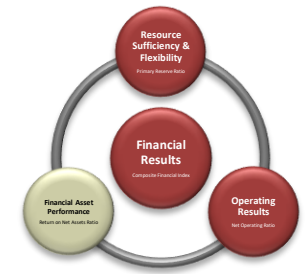 Resource
Sufficiency &
Flexibility
Primary Reserve Ratio
Financial
Results
Composite Financial Index
Financial Asset
Performance
Return on Net Assets Ratio
Operating
Results
Net Operating Ratio